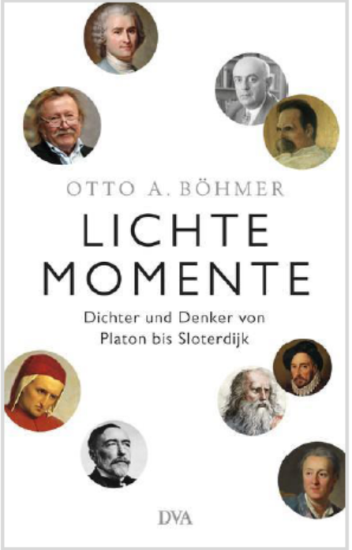 OTTO A. BÖHMER
LICHTE
MOMENTE
Dichter und Denker von
Platon bis Sloterdijk
DVA